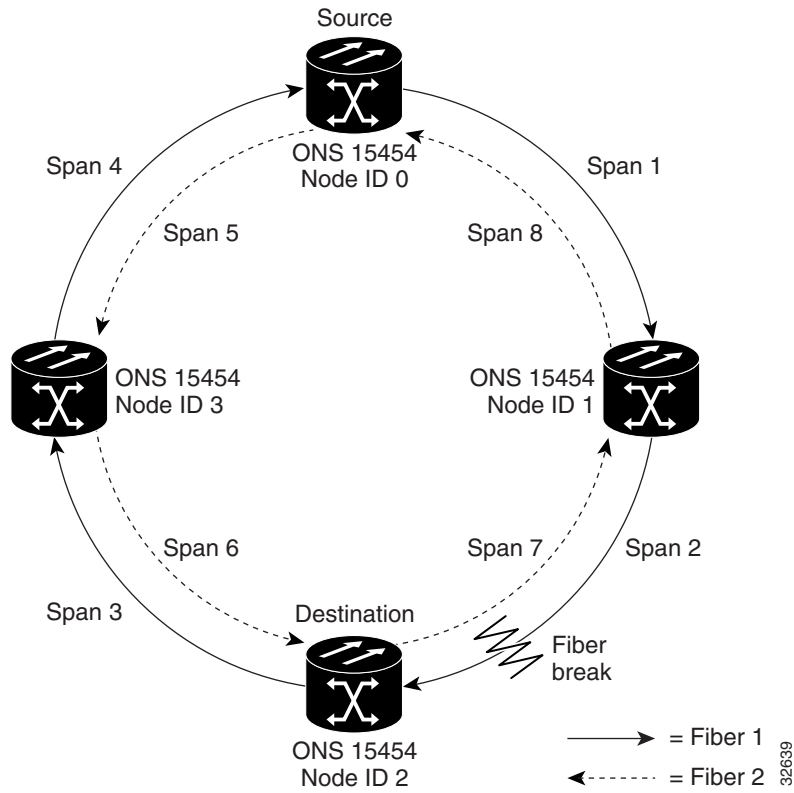 Source
ONS 15454
Node ID 0
Span 4
Span 1
Span 5
Span 8
ONS 15454
Node ID 3
ONS 15454
Node ID 1
Span 6
Span 7
Span 3
Span 2
Destination
Fiber
break
ONS 15454
Node ID 2
= Fiber 1
= Fiber 2
32639